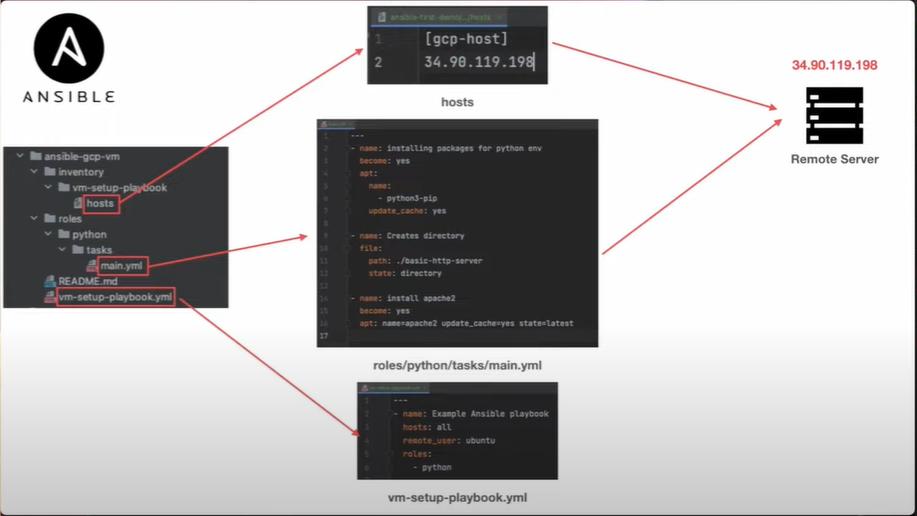 ANSIBLE
ansible-gcp-vm
inventory
vm-setup-playbook
hosts
roles
python
tasks
main.yml
README.md
vm-setup-playbook.yml
1 [gcp-host]
2 34.90.119.198
hosts
1 ---
2 - name: installing packages for python env
3 become: yes
4 apt:
5 name:
6 - python3-pip
7 update_cache: yes
8
9 - name: Creates directory
10 file:
11 path: ./basic-http-server
12 state: directory
13
14 - name: install apache2
15 become: yes
16 apt: name=apache2 update_cache=yes state=latest
17
roles/python/tasks/main.yml
1 ---
2 - name: Example Ansible playbook
3 hosts: all
4 remote_user: ubuntu
5 roles:
6 - python
vm-setup-playbook.yml
34.90.119.198
Remote Server